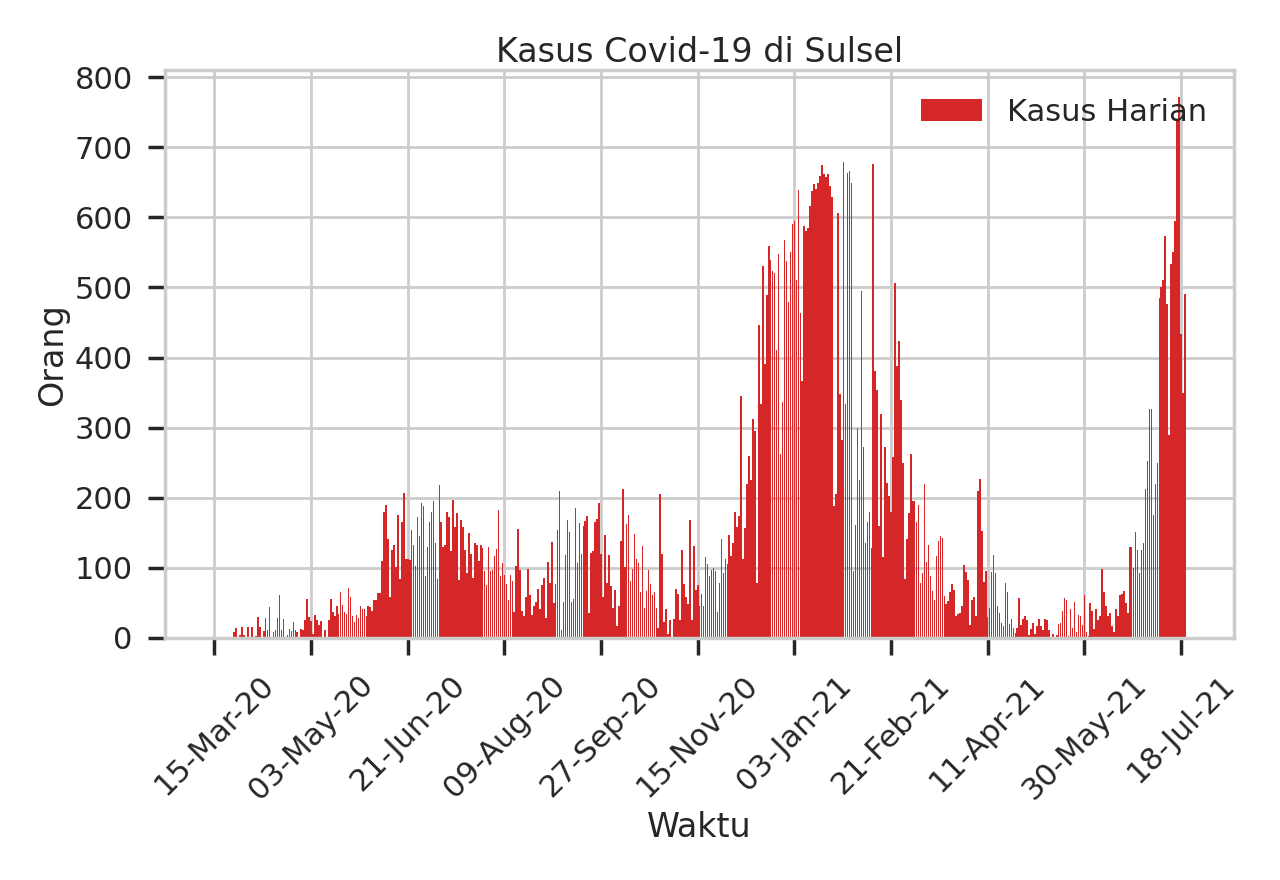 Kasus Covid-19 di Sulsel
Kasus Harian
800
700
600
500
400
300
200
100
0
Orang
15-Mar-20
03-May-20
21-Jun-20
09-Aug-20
27-Sep-20
15-Nov-20
03-Jan-21
21-Feb-21
11-Apr-21
30-May-21
18-Jul-21
Waktu